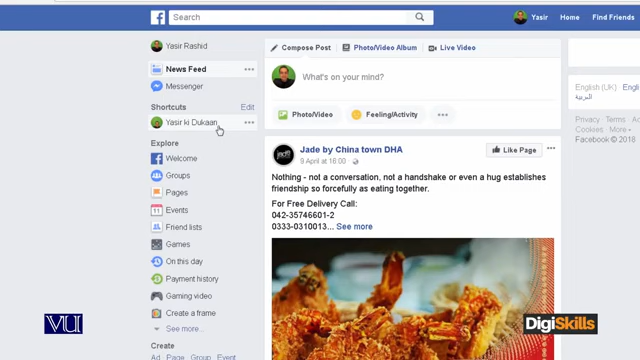 Search
Yasir
Home
Find Friends
Yasir Rashid
News Feed
Messenger
Shortcuts
Edit
Yasir ki Dukaan
Explore
Welcome
Groups
Pages
Events
Friend lists
Games
On this day
Payment history
Gaming video
Create a frame
See more...
Create
Ad Page Group Event
Compose Post
Photo/Video Album
Live Video
What's on your mind?
Photo/Video
Feeling/Activity
Jade by China town DHA
9 April at 16:00
Like Page
Nothing - not a conversation, not a handshake or even a hug establishes
friendship so forcefully as eating together.
For Free Delivery Call:
042-35746601-2
0333-0310013... See more
English (UK)
العربية
Privacy · Terms
Cookies · More
Facebook © 2018
VU
DigiSkills